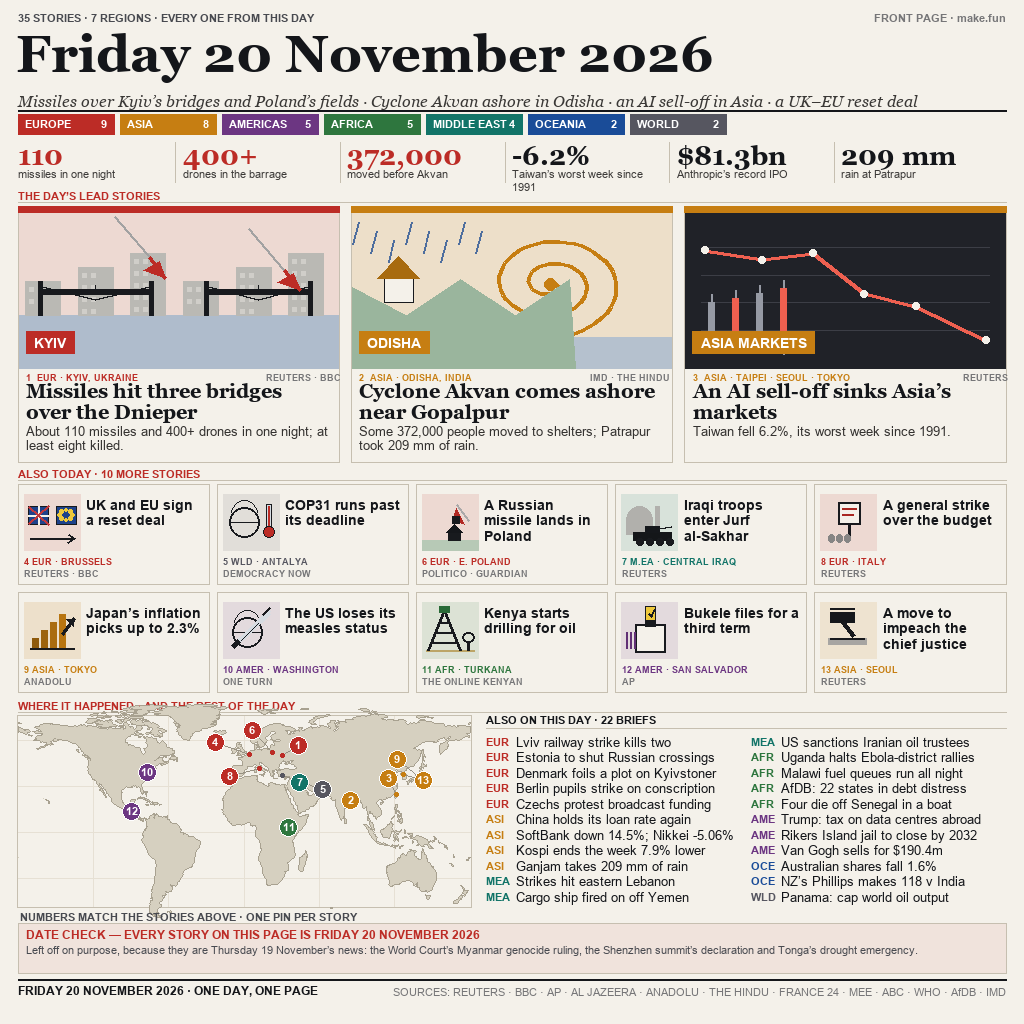 35 STORIES · 7 REGIONS · EVERY ONE FROM THIS DAY
FRONT PAGE · make.fun
Friday 20 November 2026
Missiles over Kyiv's bridges and Poland's fields · Cyclone Akvan ashore in Odisha · an AI sell-off in Asia · a UK–EU reset deal
EUROPE 9
ASIA 8
AMERICAS 5
AFRICA 5
MIDDLE EAST 4
OCEANIA 2
WORLD 2
110
missiles in one night
400+
drones in the barrage
372,000
moved before Akvan
-6.2%
Taiwan's worst week since
1991
$81.3bn
Anthropic's record IPO
209 mm
rain at Patrapur
THE DAY'S LEAD STORIES
KYIV
1 EUR · KYIV, UKRAINE
REUTERS · BBC
Missiles hit three bridges
over the Dnieper
About 110 missiles and 400+ drones in one night; at
least eight killed.
ODISHA
2 ASIA · ODISHA, INDIA
IMD · THE HINDU
Cyclone Akvan comes ashore
near Gopalpur
Some 372,000 people moved to shelters; Patrapur
took 209 mm of rain.
ASIA MARKETS
3 ASIA · TAIPEI · SEOUL · TOKYO
REUTERS
An AI sell-off sinks Asia's
markets
Taiwan fell 6.2%, its worst week since 1991.
ALSO TODAY · 10 MORE STORIES
UK and EU sign
a reset deal
4 EUR · BRUSSELS
REUTERS · BBC
COP31 runs past
its deadline
5 WLD · ANTALYA
DEMOCRACY NOW
A Russian
missile lands in
Poland
6 EUR · E. POLAND
POLITICO · GUARDIAN
Iraqi troops
enter Jurf
al-Sakhar
7 M.EA · CENTRAL IRAQ
REUTERS
A general strike
over the budget
8 EUR · ITALY
REUTERS
Japan's inflation
picks up to 2.3%
9 ASIA · TOKYO
ANADOLU
The US loses its
measles status
10 AMER · WASHINGTON
ONE TURN
Kenya starts
drilling for oil
11 AFR · TURKANA
THE ONLINE KENYAN
Bukele files for a
third term
12 AMER · SAN SALVADOR
AP
A move to
impeach the
chief justice
13 ASIA · SEOUL
REUTERS
WHERE IT HAPPENED · AND THE REST OF THE DAY
4
6
1
9
10
8
7
5
3
13
2
12
11
NUMBERS MATCH THE STORIES ABOVE · ONE PIN PER STORY
ALSO ON THIS DAY · 22 BRIEFS
EUR Lviv railway strike kills two
EUR Estonia to shut Russian crossings
EUR Denmark foils a plot on Kyivstoner
EUR Berlin pupils strike on conscription
EUR Czechs protest broadcast funding
ASI China holds its loan rate again
ASI SoftBank down 14.5%; Nikkei -5.06%
ASI Kospi ends the week 7.9% lower
ASI Ganjam takes 209 mm of rain
MEA Strikes hit eastern Lebanon
MEA Cargo ship fired on off Yemen
MEA US sanctions Iranian oil trustees
AFR Uganda halts Ebola-district rallies
AFR Malawi fuel queues run all night
AFR AfDB: 22 states in debt distress
AFR Four die off Senegal in a boat
AME Trump: tax on data centres abroad
AME Rikers Island jail to close by 2032
AME Van Gogh sells for $190.4m
OCE Australian shares fall 1.6%
OCE NZ's Phillips makes 118 v India
WLD Panama: cap world oil output
DATE CHECK — EVERY STORY ON THIS PAGE IS FRIDAY 20 NOVEMBER 2026
Left off on purpose, because they are Thursday 19 November's news: the World Court's Myanmar genocide ruling, the Shenzhen summit's declaration and Tonga's drought emergency.
FRIDAY 20 NOVEMBER 2026 · ONE DAY, ONE PAGE
SOURCES: REUTERS · BBC · AP · AL JAZEERA · ANADOLU · THE HINDU · FRANCE 24 · MEE · ABC · WHO · AfDB · IMD